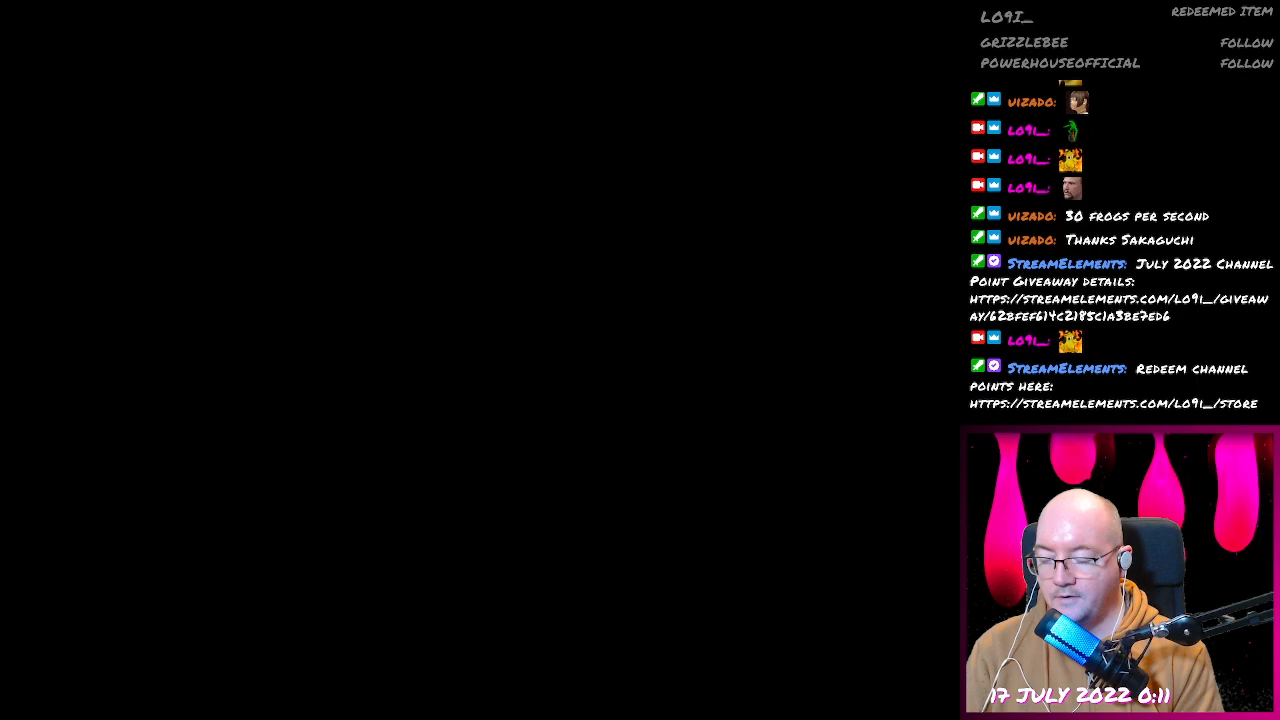 LO9I_ REDEEMED ITEM
GRIZZLEBEE FOLLOW
POWERHOUSEOFFICIAL FOLLOW
VIZADO:
LO9I_:
LO9I_:
LO9I_:
VIZADO: 30 FROGS PER SECOND
VIZADO: THANKS SAKAGUCHI
STREAMELEMENTS: JULY 2022 CHANNEL
POINT GIVEAWAY DETAILS:
HTTPS://STREAMELEMENTS.COM/LO9I_/GIVEAW
AY/62BFEF614C2185C1A3BE7ED6
LO9I_:
STREAMELEMENTS: REDEEM CHANNEL
POINTS HERE:
HTTPS://STREAMELEMENTS.COM/LO9I_/STORE
17 JULY 2022 0:11